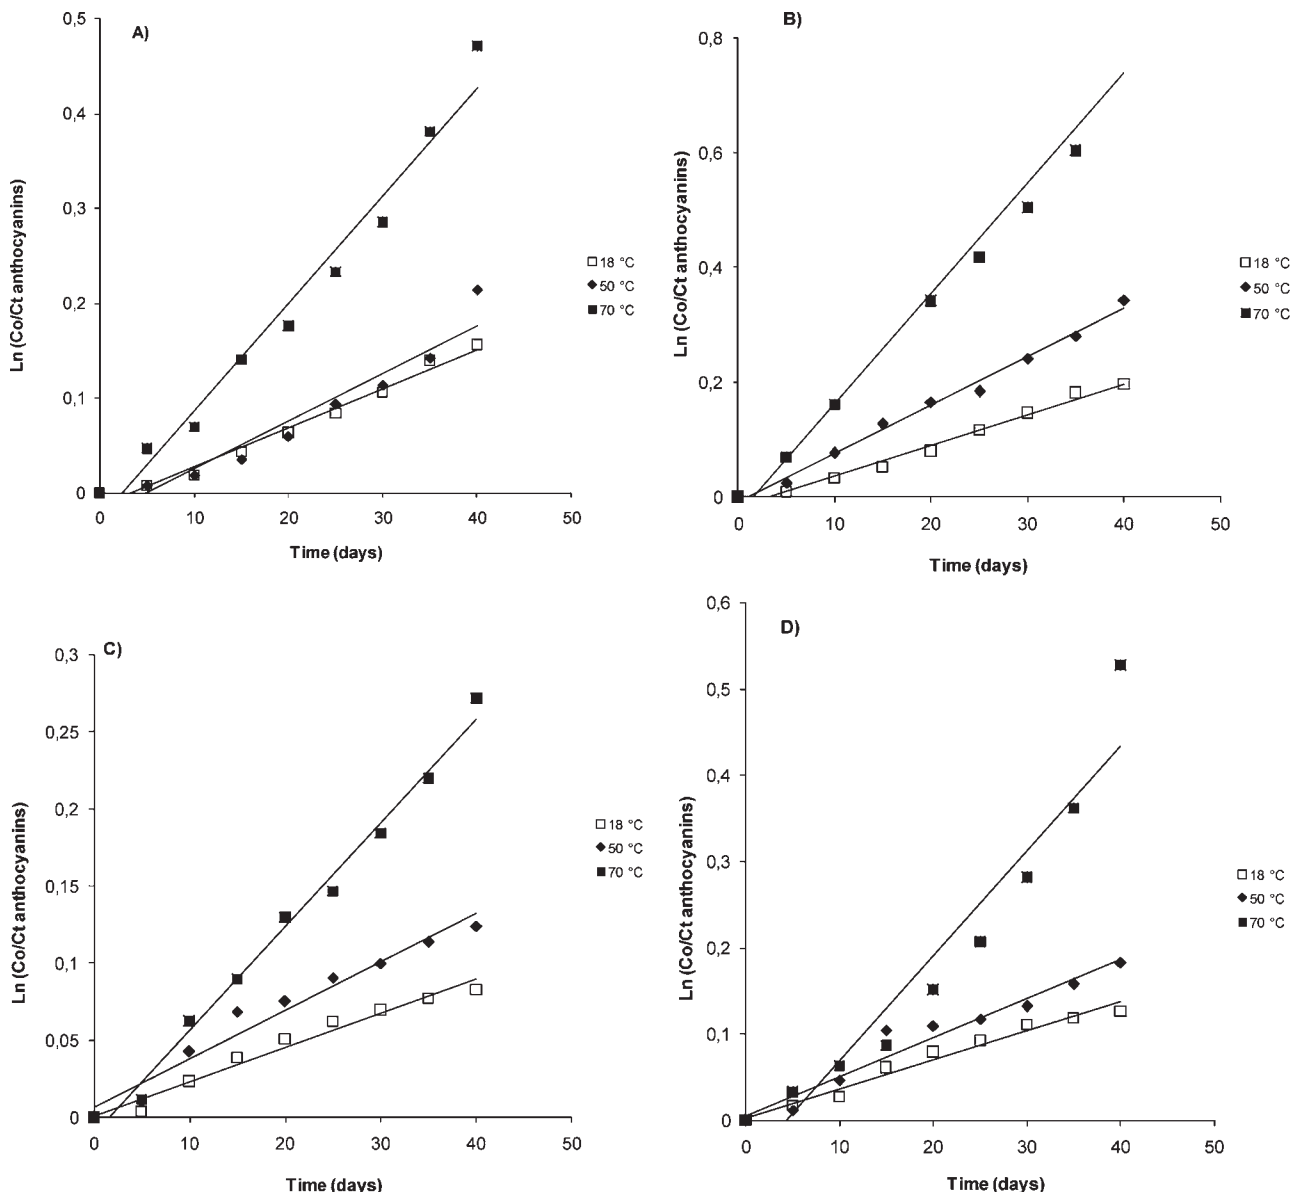 A)
0,5
0,4
0,3
0,2
0,1
0
0 10 20 30 40 50
Ln (Co/Ct anthocyanins)
Time (days)
18 °C
50 °C
70 °C
B)
0,8
0,6
0,4
0,2
0
0 10 20 30 40 50
Ln (Co/Ct anthocyanins)
Time (days)
18 °C
50 °C
70 °C
C)
0,3
0,25
0,2
0,15
0,1
0,05
0
0 10 20 30 40 50
Ln (Co/Ct anthocyanins)
Time (days)
18 °C
50 °C
70 °C
D)
0,6
0,5
0,4
0,3
0,2
0,1
0
0 10 20 30 40 50
Ln (Co/Ct anthocyanins)
Time (days)
18 °C
50 °C
70 °C